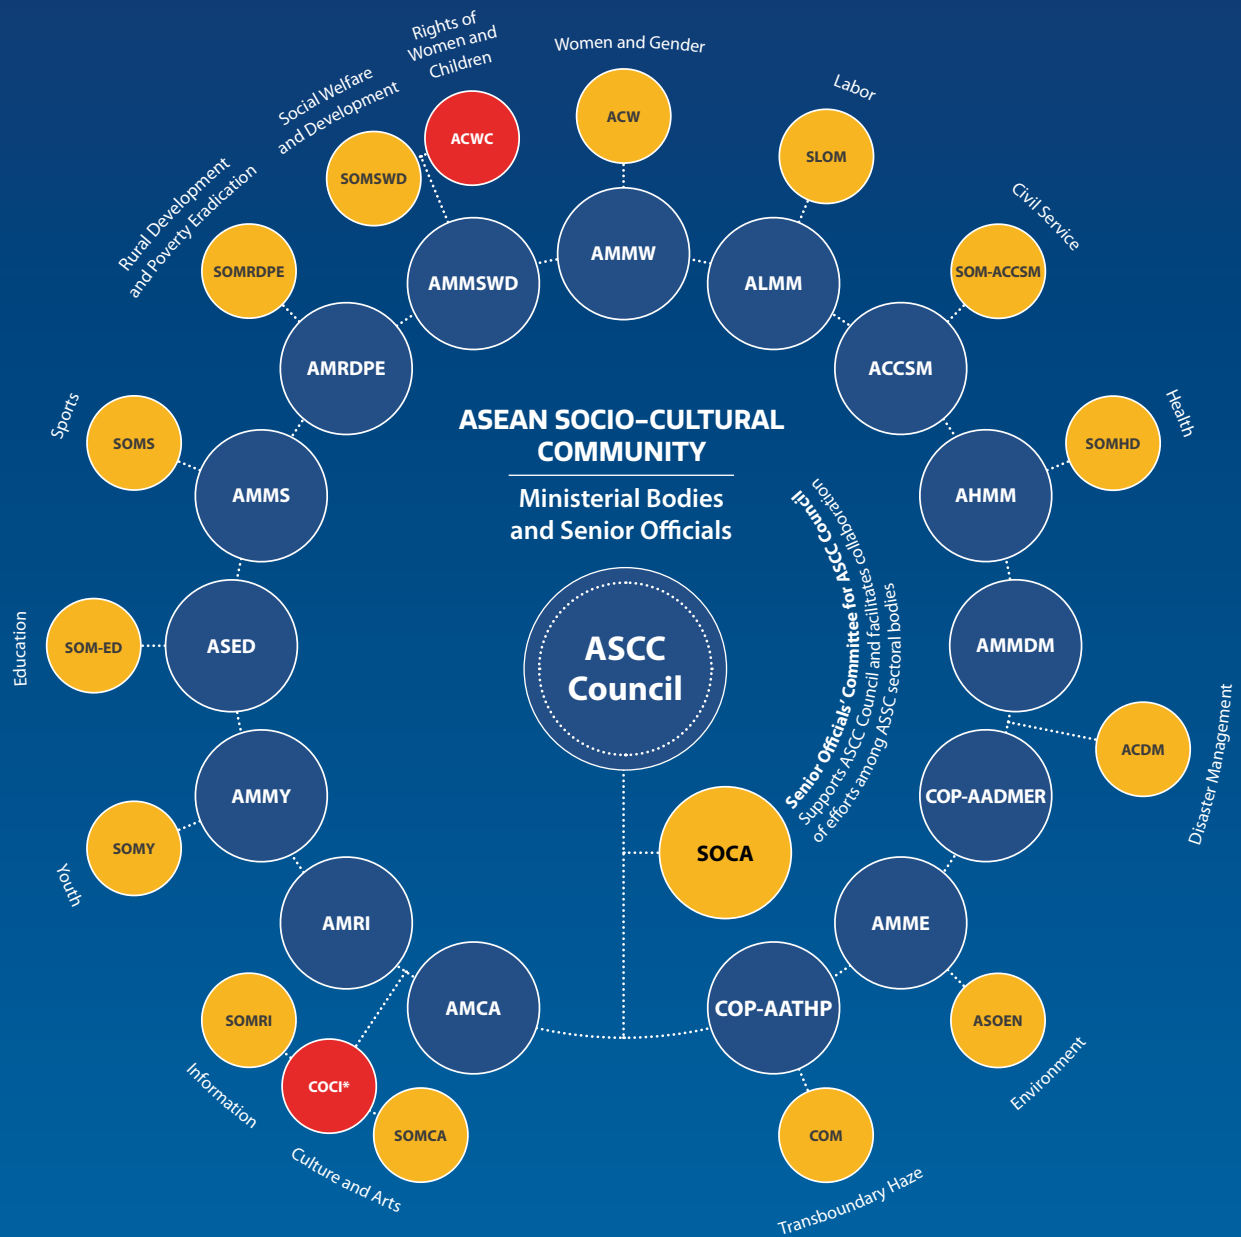 Rights of
Women and
Children
Women and Gender
Social Welfare
and Development
Labor
ACWC
ACW
SLOM
SOMSWD
Rural Development
and Poverty Eradication
Civil Service
SOMRDPE
AMMSWD
AMMW
ALMM
SOM-ACCSM
AMRDPE
ACCSM
Sports
SOMS
ASEAN SOCIO–CULTURAL
COMMUNITY
Health
SOMHD
AMMS
Ministerial Bodies
and Senior Officials
AHMM
Senior Officials' Committee for ASCC Council
Supports ASCC Council and facilitates collaboration
of efforts among ASSC sectoral bodies
Education
SOM-ED
ASED
ASCC
Council
AMMDM
ACDM
Disaster Management
AMMY
COP-AADMER
SOMY
Youth
SOCA
AMRI
AMME
AMCA
COP-AATHP
SOMRI
ASOEN
Information
COCI*
Environment
SOMCA
COM
Culture and Arts
Transboundary Haze